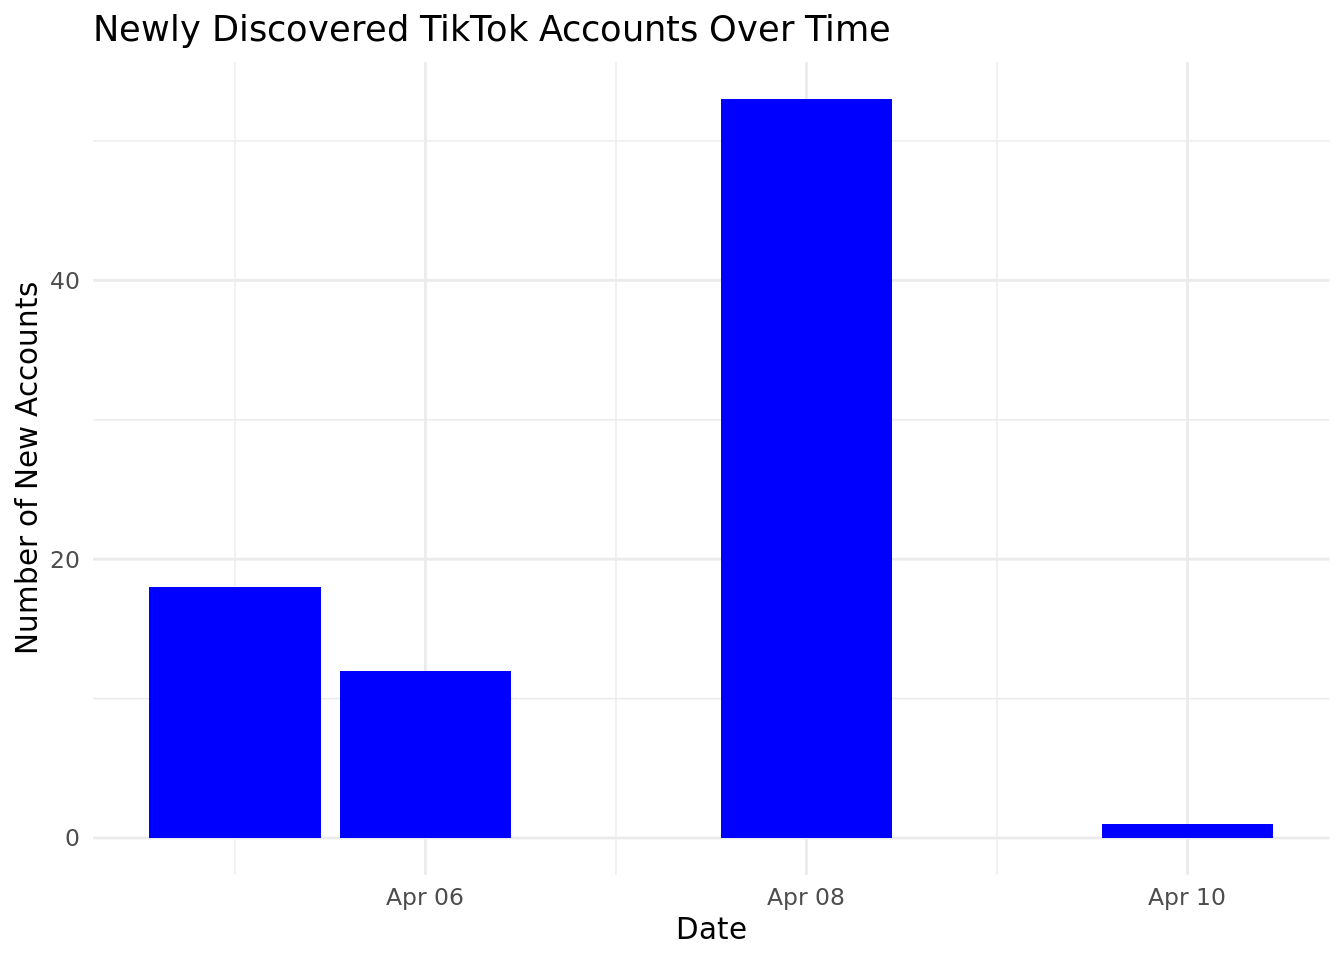 Newly Discovered TikTok Accounts Over Time
Number of New Accounts
40
20
0
Apr 06
Apr 08
Apr 10
Date